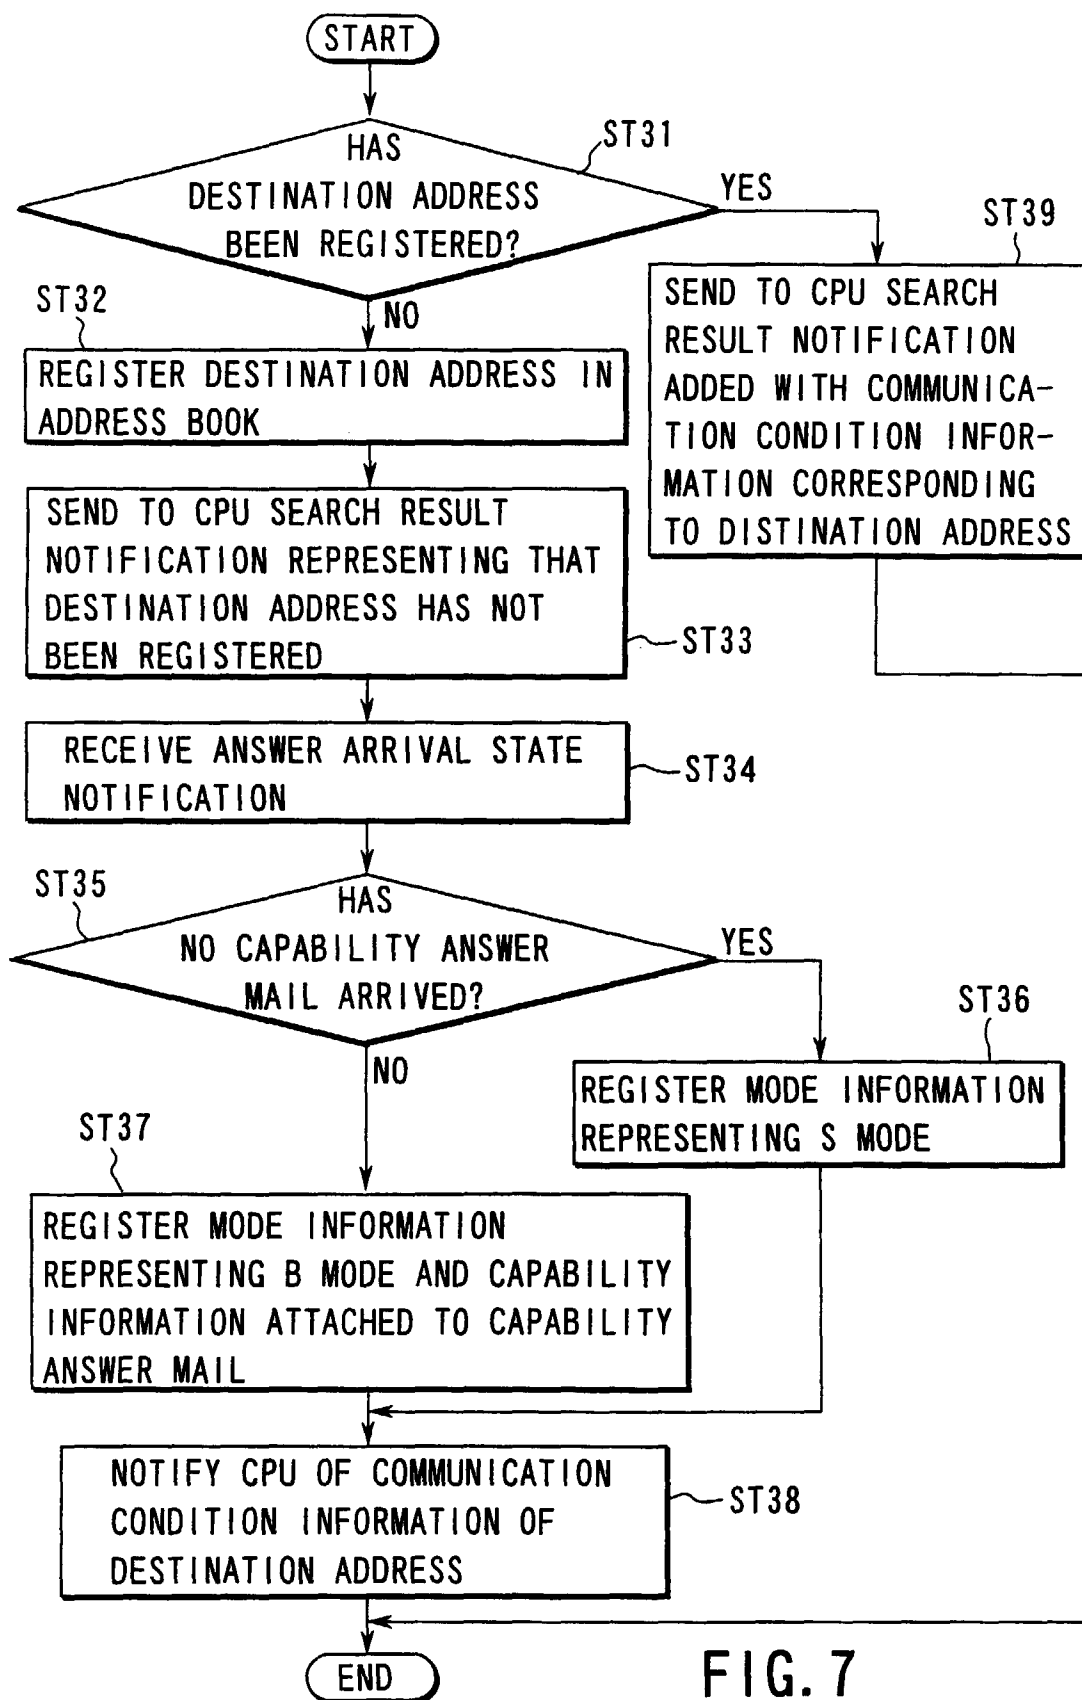 START
HAS
DESTINATION ADDRESS
BEEN REGISTERED?
ST31
YES
NO
ST39
SEND TO CPU SEARCH
RESULT NOTIFICATION
ADDED WITH COMMUNICA-
TION CONDITION INFOR-
MATION CORRESPONDING
TO DISTINATION ADDRESS
ST32
REGISTER DESTINATION ADDRESS IN
ADDRESS BOOK
SEND TO CPU SEARCH RESULT
NOTIFICATION REPRESENTING THAT
DESTINATION ADDRESS HAS NOT
BEEN REGISTERED
ST33
RECEIVE ANSWER ARRIVAL STATE
NOTIFICATION
ST34
ST35
HAS
NO CAPABILITY ANSWER
MAIL ARRIVED?
YES
NO
ST36
REGISTER MODE INFORMATION
REPRESENTING S MODE
ST37
REGISTER MODE INFORMATION
REPRESENTING B MODE AND CAPABILITY
INFORMATION ATTACHED TO CAPABILITY
ANSWER MAIL
NOTIFY CPU OF COMMUNICATION
CONDITION INFORMATION OF
DESTINATION ADDRESS
ST38
END
FIG. 7